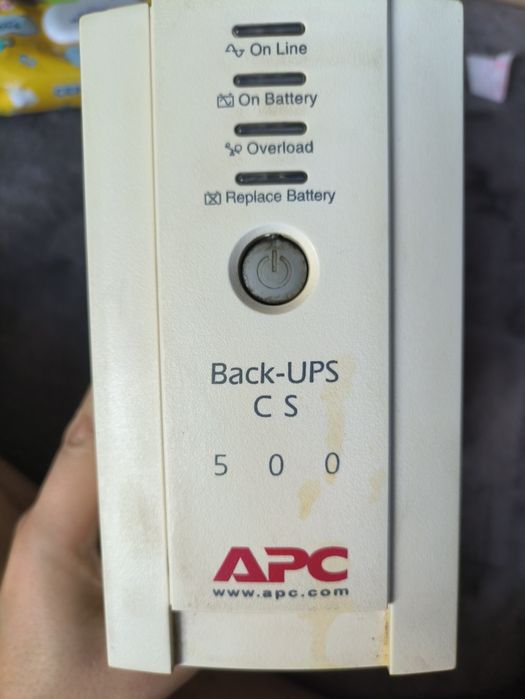 On Line
On Battery
Overload
Replace Battery
Back-UPS
CS
500
APC
www.apc.com